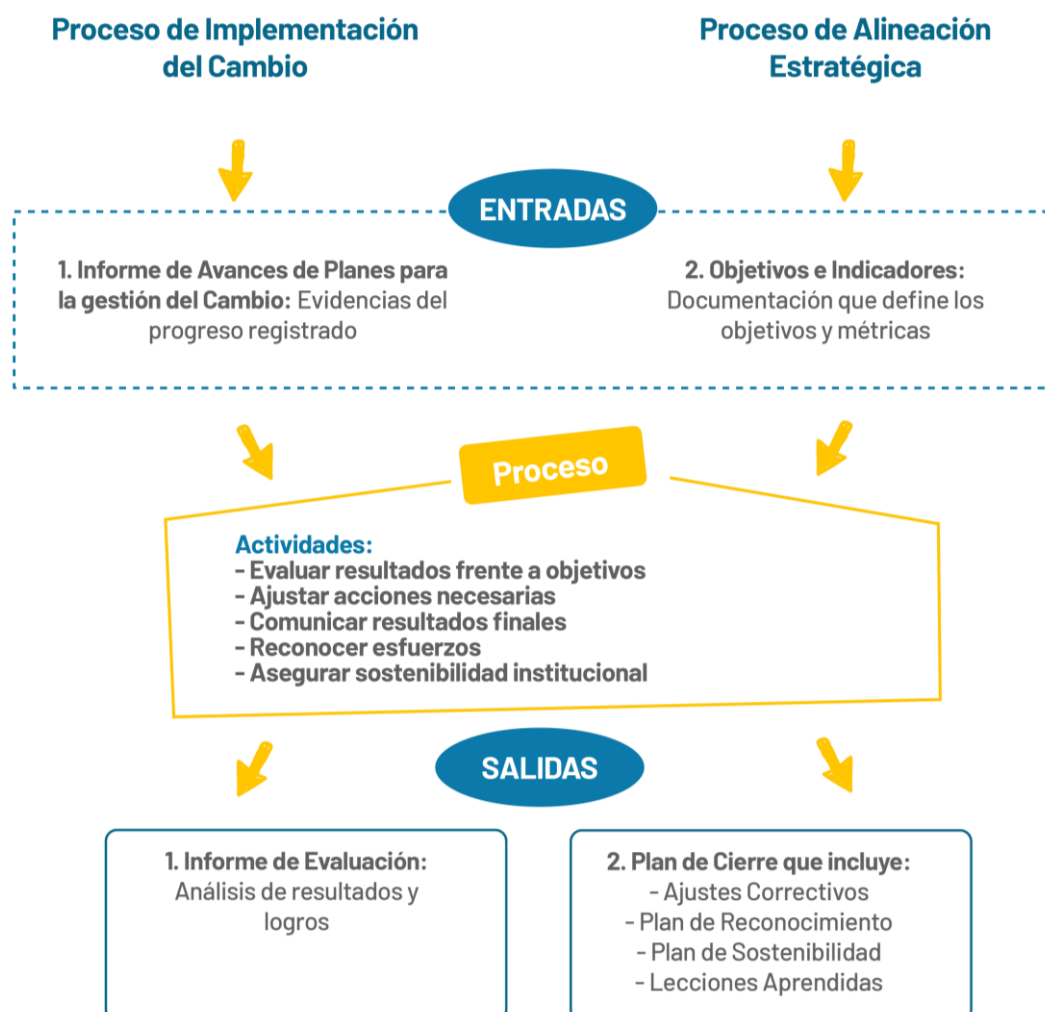 Proceso de Implementación
del Cambio
Proceso de Alineación
Estratégica
ENTRADAS
1. Informe de Avances de Planes para
la gestión del Cambio: Evidencias del
progreso registrado
2. Objetivos e Indicadores:
Documentación que define los
objetivos y métricas
Proceso
Actividades:
- Evaluar resultados frente a objetivos
- Ajustar acciones necesarias
- Comunicar resultados finales
- Reconocer esfuerzos
- Asegurar sostenibilidad institucional
SALIDAS
1. Informe de Evaluación:
Análisis de resultados y
logros
2. Plan de Cierre que incluye:
- Ajustes Correctivos
- Plan de Reconocimiento
- Plan de Sostenibilidad
- Lecciones Aprendidas